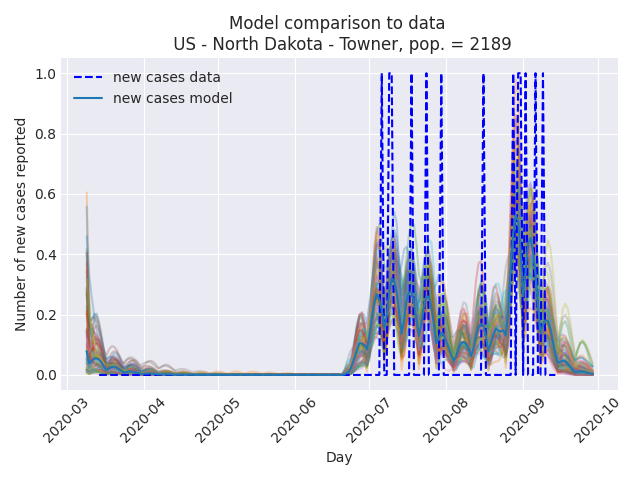 Model comparison to data
US - North Dakota - Towner, pop. = 2189
new cases data
new cases model
Number of new cases reported
1.0
0.8
0.6
0.4
0.2
0.0
2020-03
2020-04
2020-05
2020-06
2020-07
2020-08
2020-09
2020-10
Day